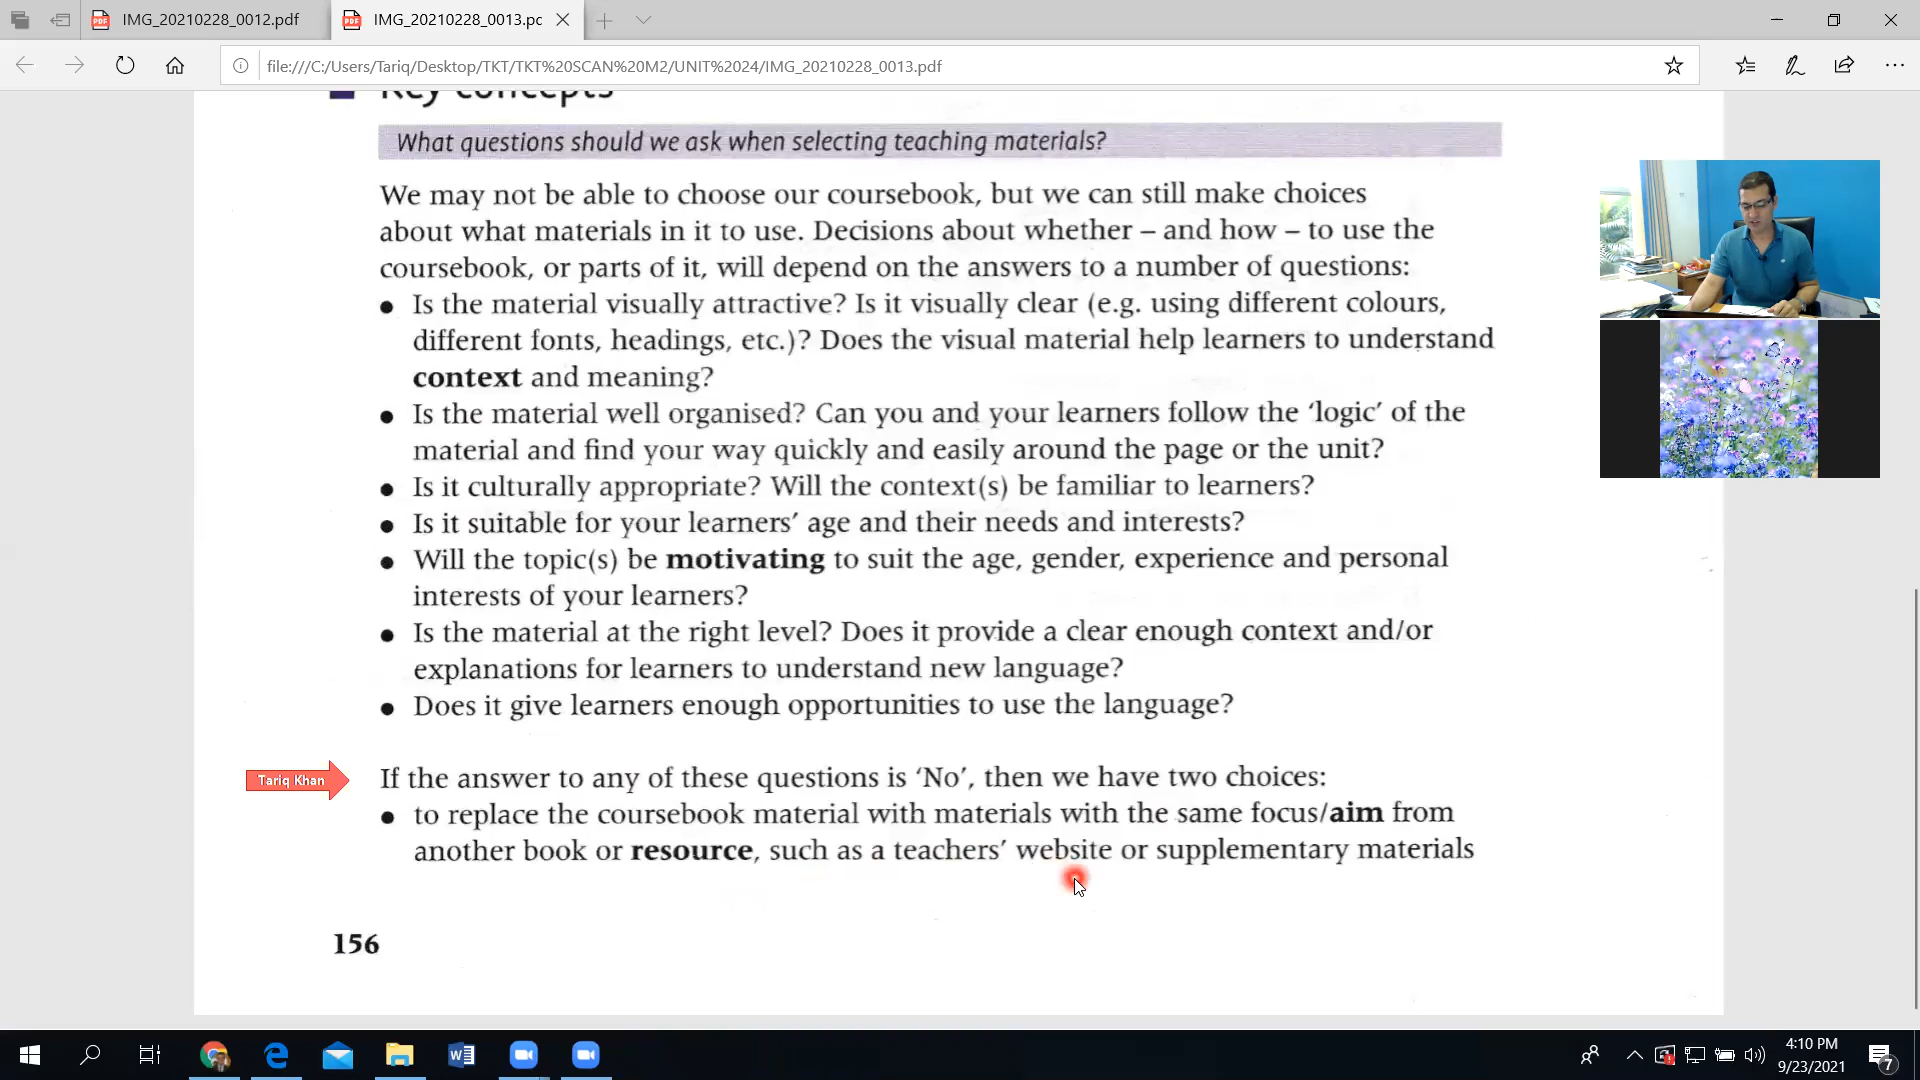 IMG_20210228_0012.pdf
IMG_20210228_0013.pc
file:///C:/Users/Tariq/Desktop/TKT/TKT%20SCAN%20M2/UNIT%2024/IMG_20210228_0013.pdf
Key concepts
What questions should we ask when selecting teaching materials?
We may not be able to choose our coursebook, but we can still make choices
about what materials in it to use. Decisions about whether – and how – to use the
coursebook, or parts of it, will depend on the answers to a number of questions:
● Is the material visually attractive? Is it visually clear (e.g. using different colours,
different fonts, headings, etc.)? Does the visual material help learners to understand
context and meaning?
● Is the material well organised? Can you and your learners follow the ‘logic’ of the
material and find your way quickly and easily around the page or the unit?
● Is it culturally appropriate? Will the context(s) be familiar to learners?
● Is it suitable for your learners’ age and their needs and interests?
● Will the topic(s) be motivating to suit the age, gender, experience and personal
interests of your learners?
● Is the material at the right level? Does it provide a clear enough context and/or
explanations for learners to understand new language?
● Does it give learners enough opportunities to use the language?
Tariq Khan
If the answer to any of these questions is ‘No’, then we have two choices:
● to replace the coursebook material with materials with the same focus/aim from
another book or resource, such as a teachers’ website or supplementary materials
156
4:10 PM
9/23/2021
7